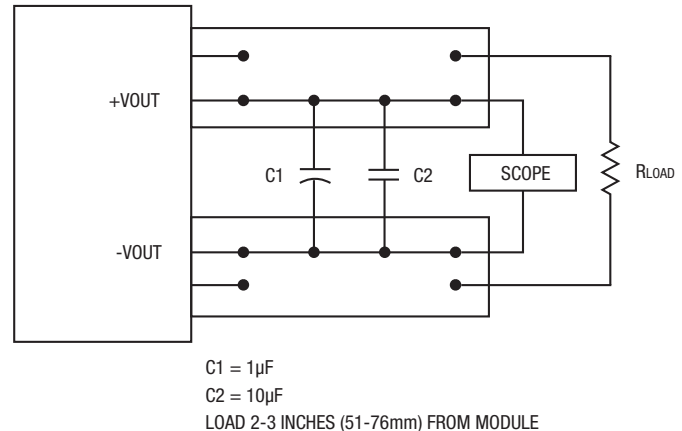 +VOUT
C1
C2
SCOPE
RLOAD
-VOUT
C1 = 1µF
C2 = 10µF
LOAD 2-3 INCHES (51-76mm) FROM MODULE